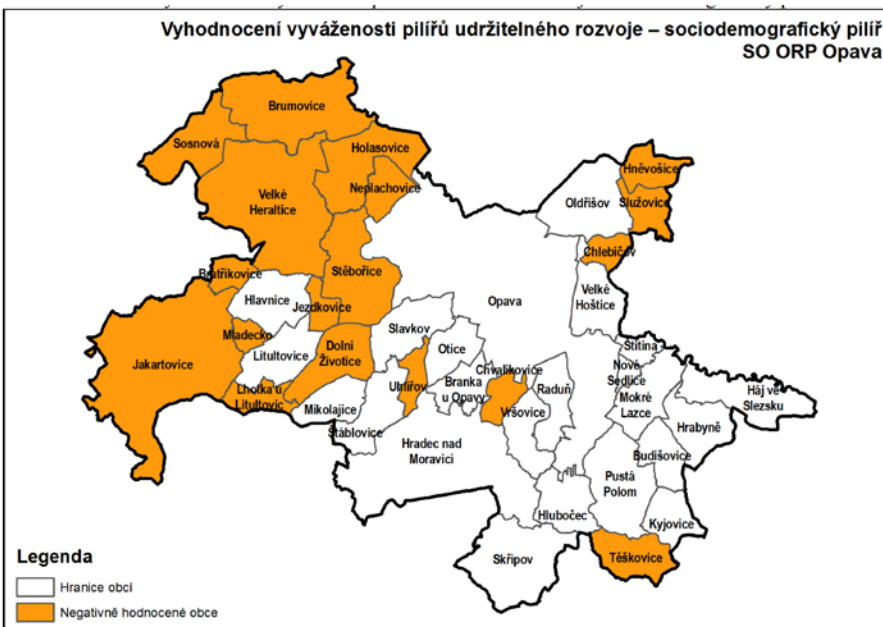 Vyhodnocení vyváženosti pilířů udržitelného rozvoje – sociodemografický pilíř
SO ORP Opava
Brumovice
Sosnová
Holasovice
Hněvošice
Velké
Heraltice
Neplachovice
Oldřišov
Služovice
Chlebičov
Bratříkovice
Stěbořice
Velké
Hoštice
Hlavnice
Jezdkovice
Opava
Slavkov
Mladecko
Dolní
Životice
Otice
Štítina
Jakartovice
Litultovice
Chvalíkovice
Nové
Sedlice
Uhlířov
Branka
u Opavy
Raduň
Háj ve
Slezsku
Lhotka u
Litultovic
Mikolajice
Vršovice
Mokré
Lazce
Štáblovice
Hrabyně
Hradec nad
Moravicí
Budišovice
Pustá
Polom
Hlubočec
Kyjovice
Skřipov
Těškovice
Legenda
Hranice obcí
Negativně hodnocené obce